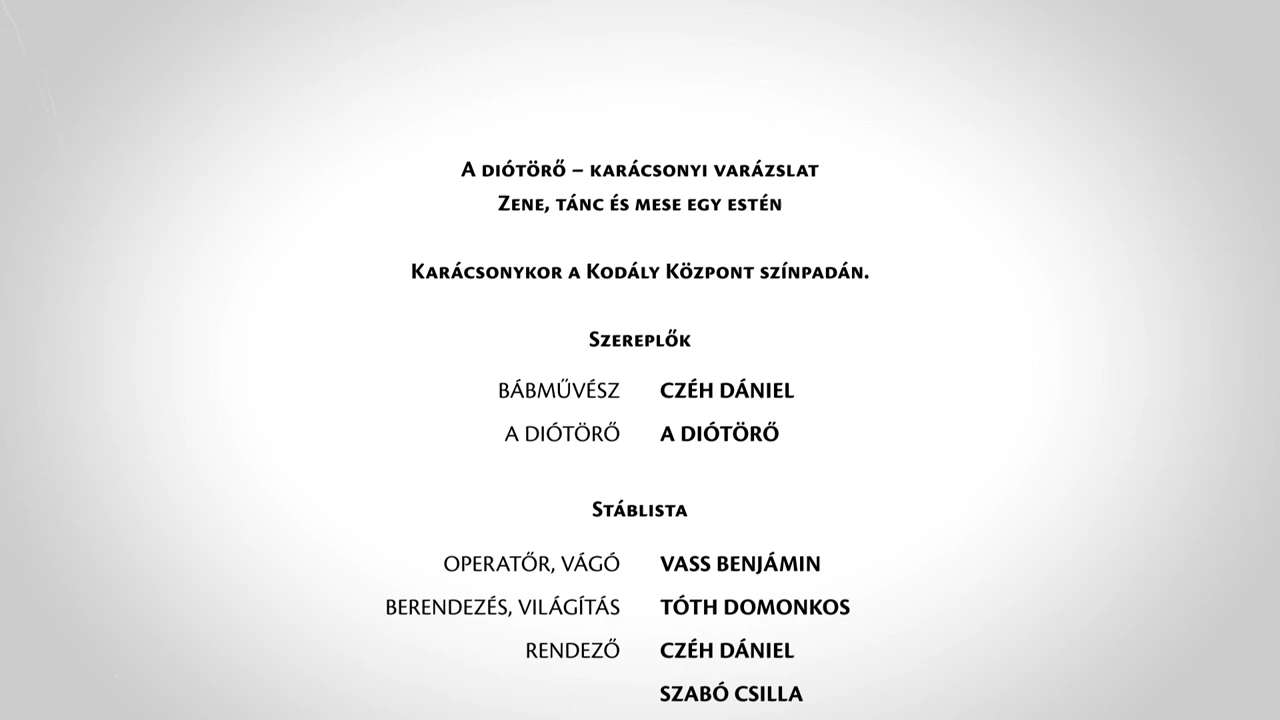 A diótörő – karácsonyi varázslat
Zene, tánc és mese egy estén
Karácsonykor a Kodály Központ színpadán.
Szereplők
BÁBMŰVÉSZ CZÉH DÁNIEL
A DIÓTÖRŐ A DIÓTÖRŐ
Stáblista
OPERATŐR, VÁGÓ VASS BENJÁMIN
BERENDEZÉS, VILÁGÍTÁS TÓTH DOMONKOS
RENDEZŐ CZÉH DÁNIEL
SZABÓ CSILLA